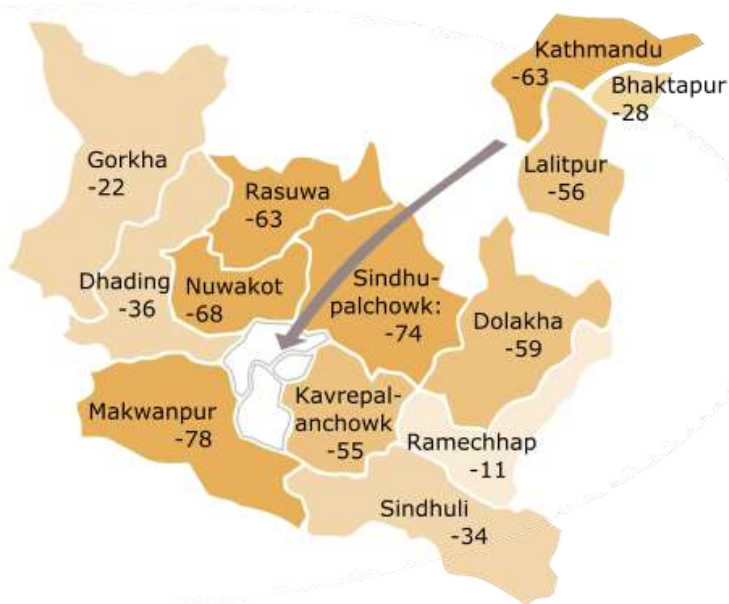 Kathmandu
-63
Bhaktapur
-28
Lalitpur
-56
Gorkha
-22
Rasuwa
-63
Dhading
-36
Nuwakot
-68
Sindhu-
palchowk:
-74
Dolakha
-59
Makwanpur
-78
Kavrepal-
anchowk
-55
Ramechhap
-11
Sindhuli
-34